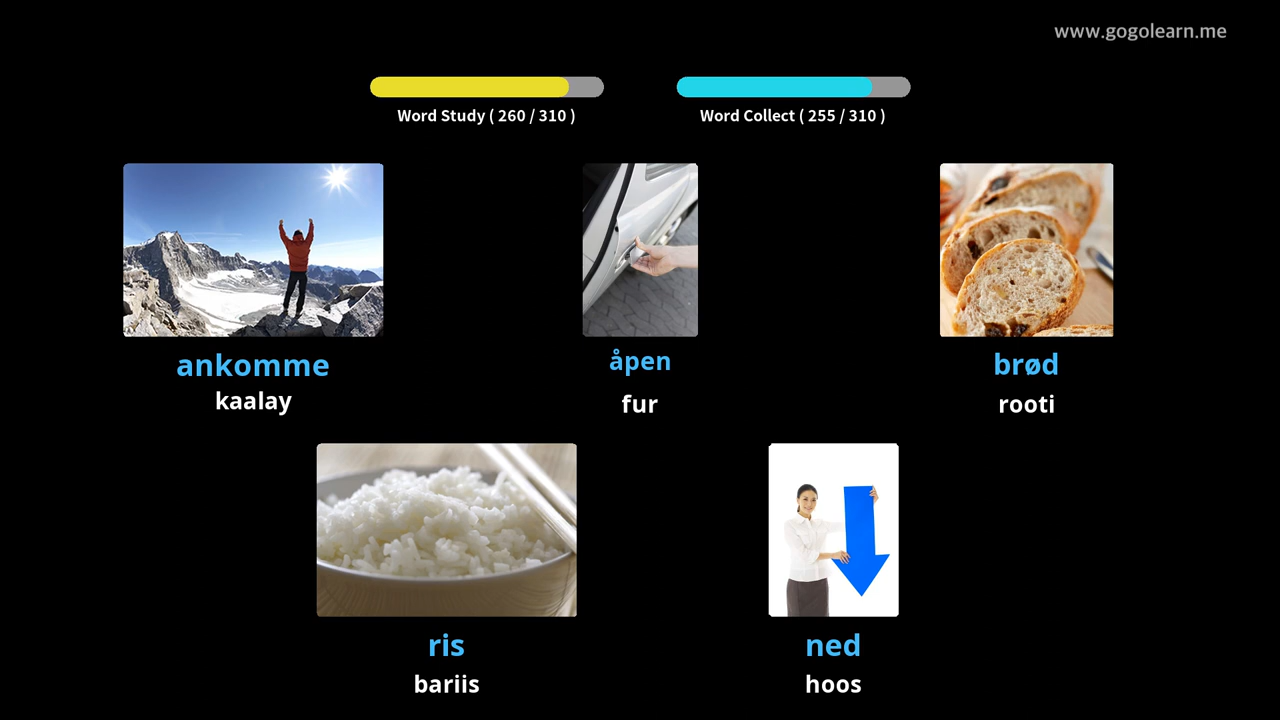 www.gogolearn.me
Word Study ( 260 / 310 )
Word Collect ( 255 / 310 )
ankomme
kaalay
åpen
fur
brød
rooti
ris
bariis
ned
hoos